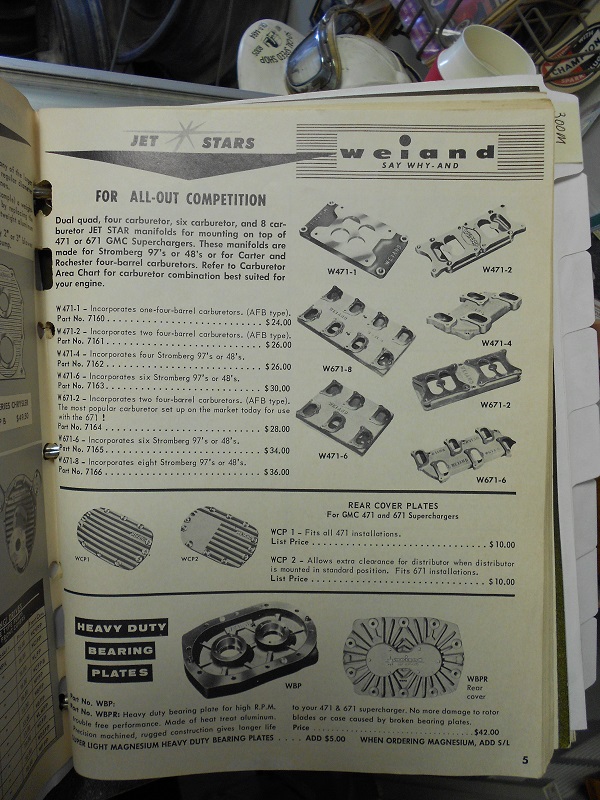 CHAMPION
300M
JET STARS
weiand
SAY WHY-AND
FOR ALL-OUT COMPETITION
Dual quad, four carburetor, six carburetor, and 8 car-
buretor JET STAR manifolds for mounting on top of
471 or 671 GMC Superchargers. These manifolds are
made for Stromberg 97's or 48's or for Carter and
Rochester four-barrel carburetors. Refer to Carburetor
Area Chart for carburetor combination best suited for
your engine.
W471-1 – Incorporates one-four-barrel carburetors. (AFB type).
Part No. 7160 . . . . . . . . . . . . . . . . . . . . . . . . $24.00
W471-2 – Incorporates two four-barrel carburetors. (AFB type).
Part No. 7161 . . . . . . . . . . . . . . . . . . . . . . . . $26.00
W471-4 – Incorporates four Stromberg 97's or 48's.
Part No. 7162 . . . . . . . . . . . . . . . . . . . . . . . . $26.00
W471-6 – Incorporates six Stromberg 97's or 48's.
Part No. 7163 . . . . . . . . . . . . . . . . . . . . . . . . $30.00
W671-2 – Incorporates two four-barrel carburetors. (AFB type).
The most popular carburetor set up on the market today for use
with the 671 !
Part No. 7164 . . . . . . . . . . . . . . . . . . . . . . . . $28.00
W671-6 – Incorporates six Stromberg 97's or 48's.
Part No. 7165 . . . . . . . . . . . . . . . . . . . . . . . . $34.00
W671-8 – Incorporates eight Stromberg 97's or 48's.
Part No. 7166 . . . . . . . . . . . . . . . . . . . . . . . . $36.00
W471-1
W471-2
W671-8
W471-4
W671-2
W471-6
W671-6
SERIES CHRYSLER
$49.50
WCP1
WCP2
REAR COVER PLATES
For GMC 471 and 671 Superchargers
WCP 1 – Fits all 471 installations.
List Price . . . . . . . . . . . . . . . . . . . . . . . . $10.00
WCP 2 – Allows extra clearance for distributor when distributor
is mounted in standard position. Fits 671 installations.
List Price . . . . . . . . . . . . . . . . . . . . . . . . $10.00
HEAVY DUTY
BEARING
PLATES
WBP
WBPR
Rear
cover
Part No. WBP:
Part No. WBPR: Heavy duty bearing plate for high R.P.M.
trouble free performance. Made of heat treat aluminum.
Precision machined, rugged construction gives longer life
to your 471 & 671 supercharger. No more damage to rotor
blades or case caused by broken bearing plates.
Price . . . . . . . . . . . . . . . . . . . . . . . . $42.00
SUPER LIGHT MAGNESIUM HEAVY DUTY BEARING PLATES . . . . ADD $5.00 WHEN ORDERING MAGNESIUM, ADD S/L
5